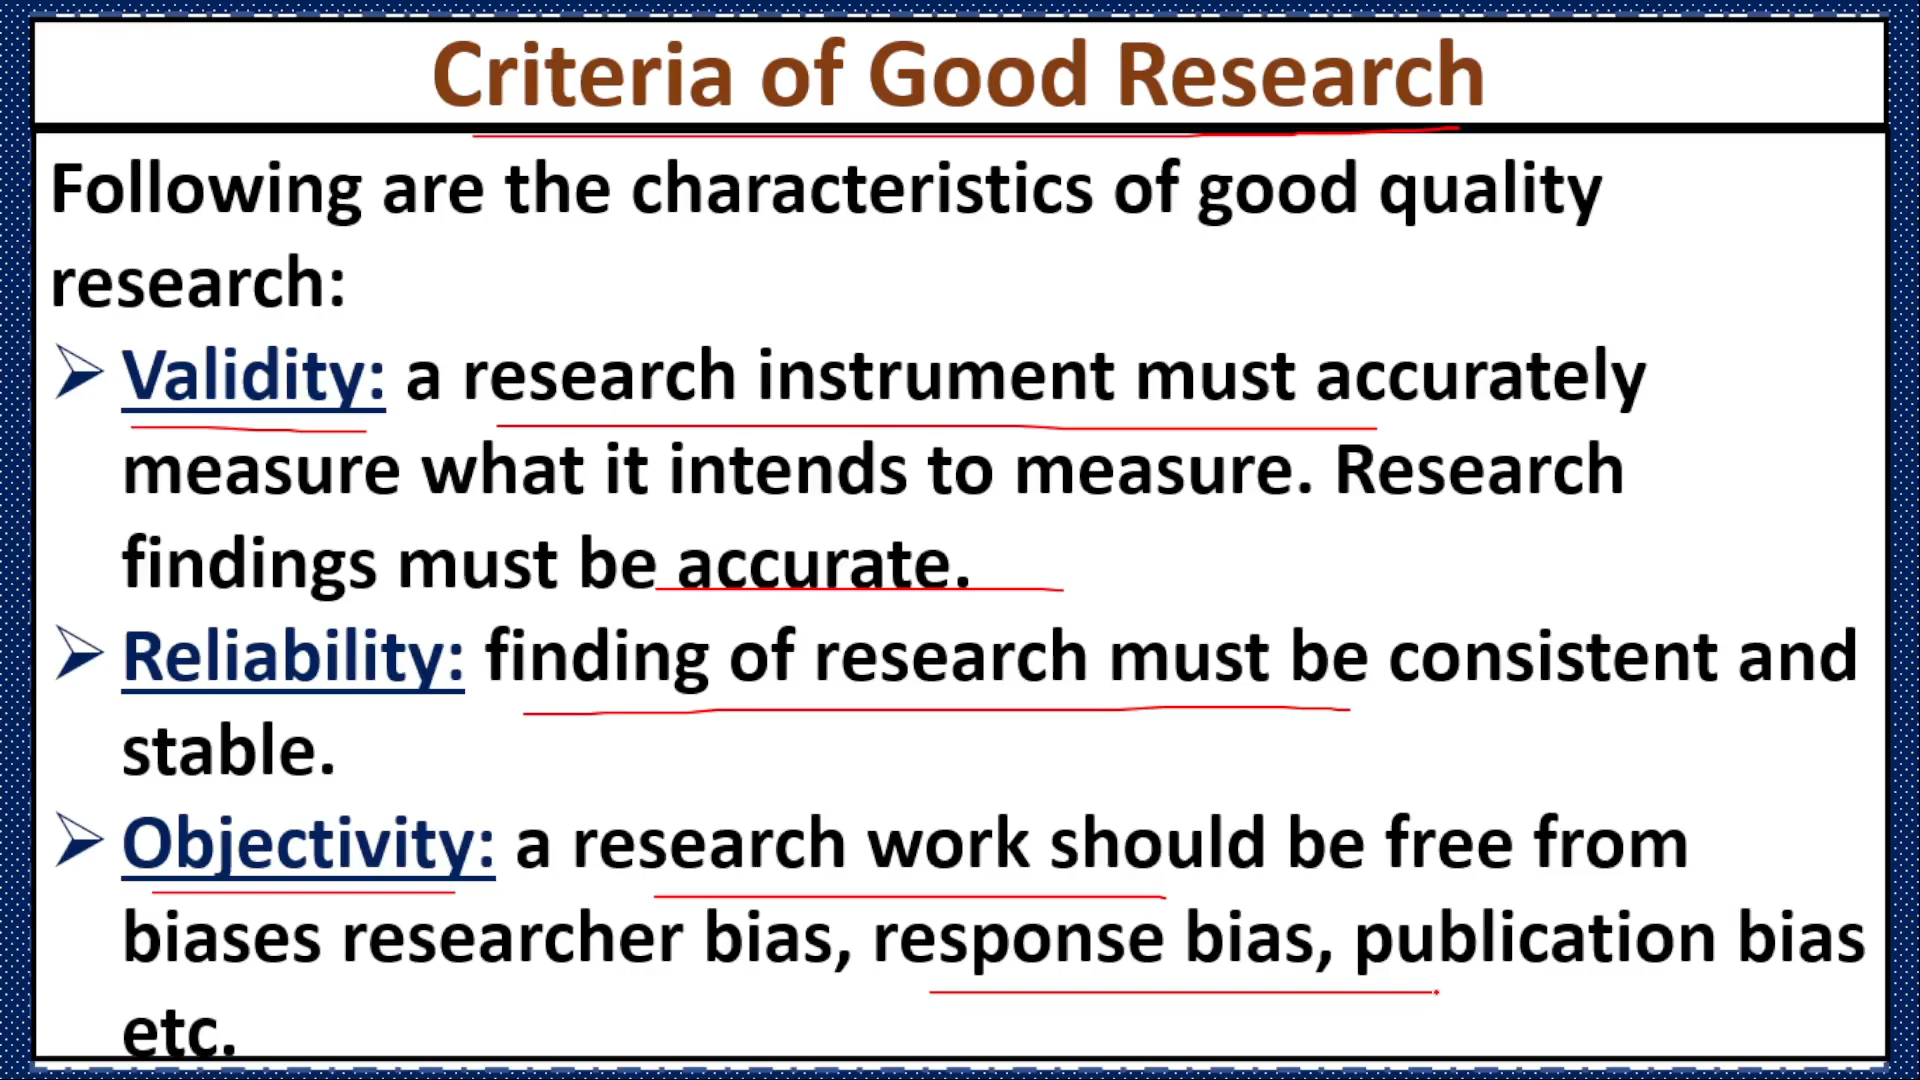 Criteria of Good Research
Following are the characteristics of good quality
research:
➢ Validity: a research instrument must accurately
measure what it intends to measure. Research
findings must be accurate.
➢ Reliability: finding of research must be consistent and
stable.
➢ Objectivity: a research work should be free from
biases researcher bias, response bias, publication bias
etc.